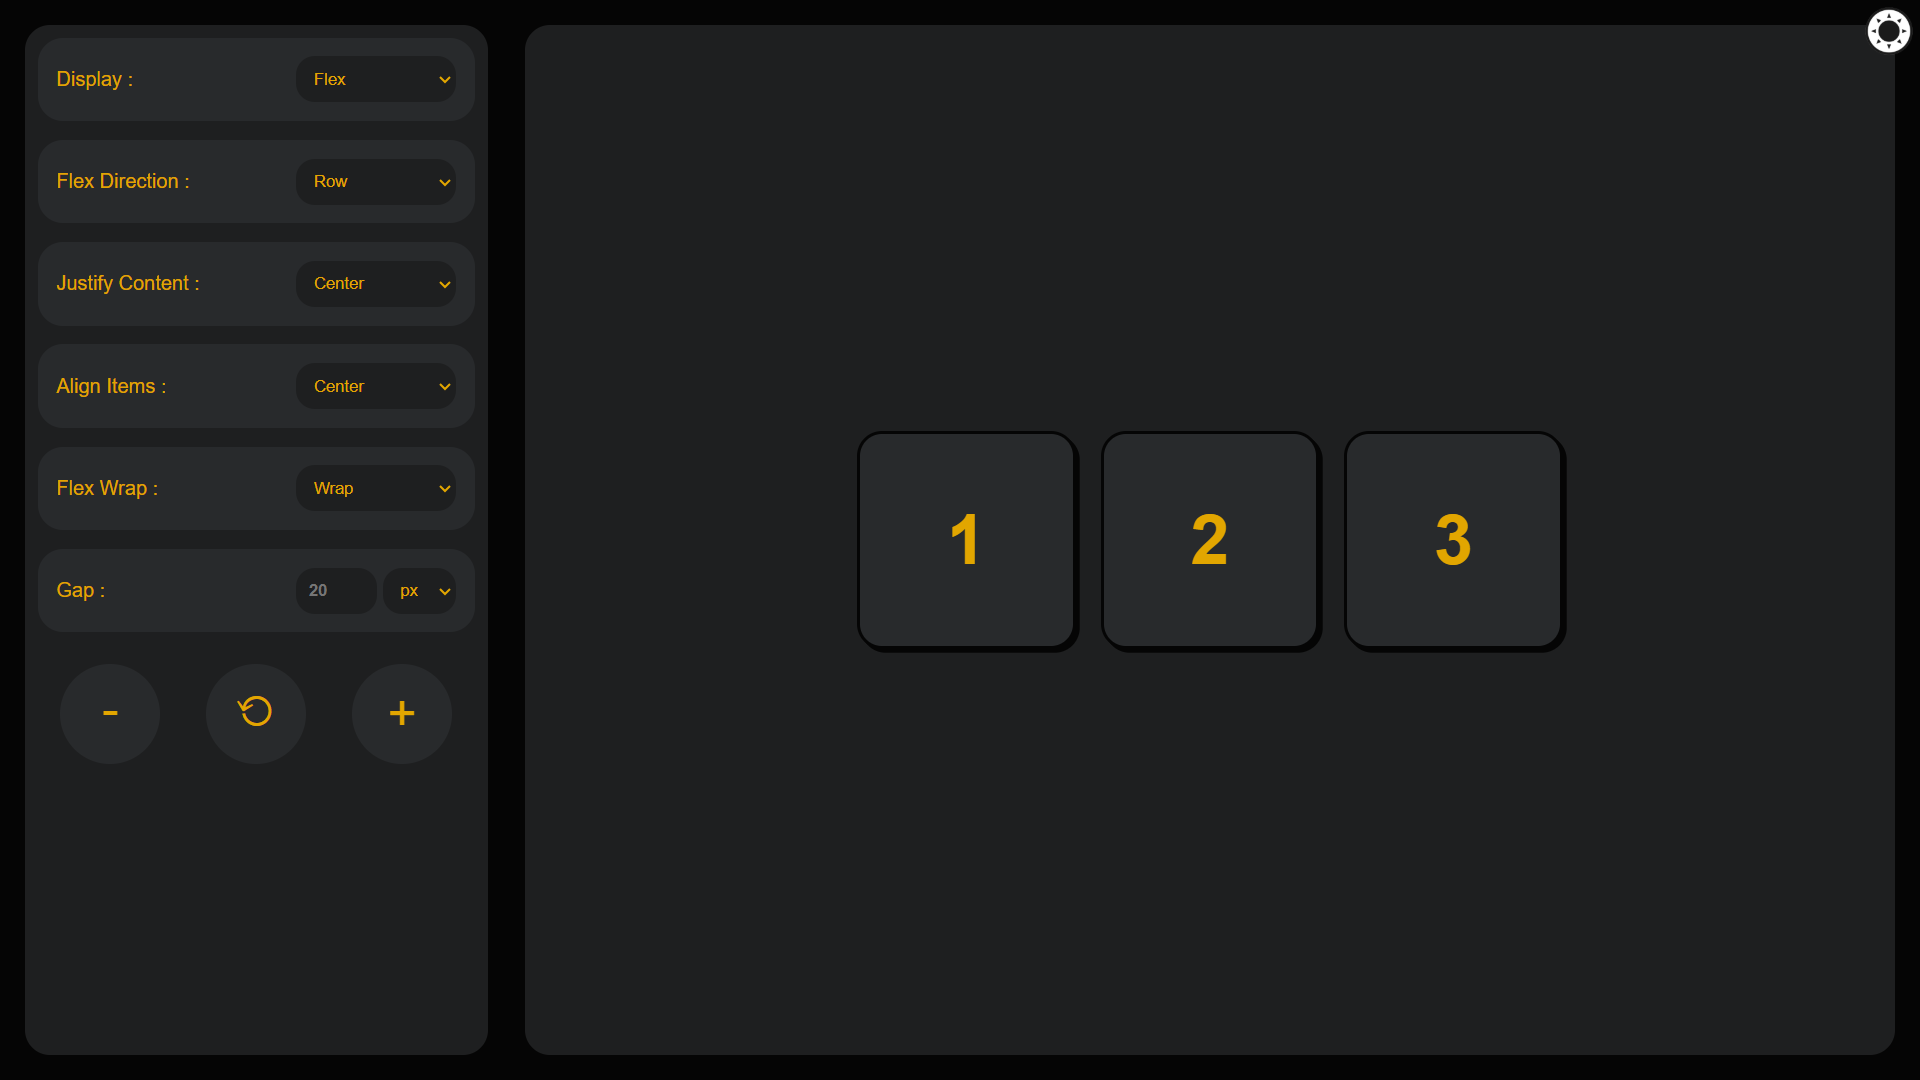 Display : Flex
Flex Direction : Row
Justify Content : Center
Align Items : Center
Flex Wrap : Wrap
Gap : 20 px
- +
1 2 3